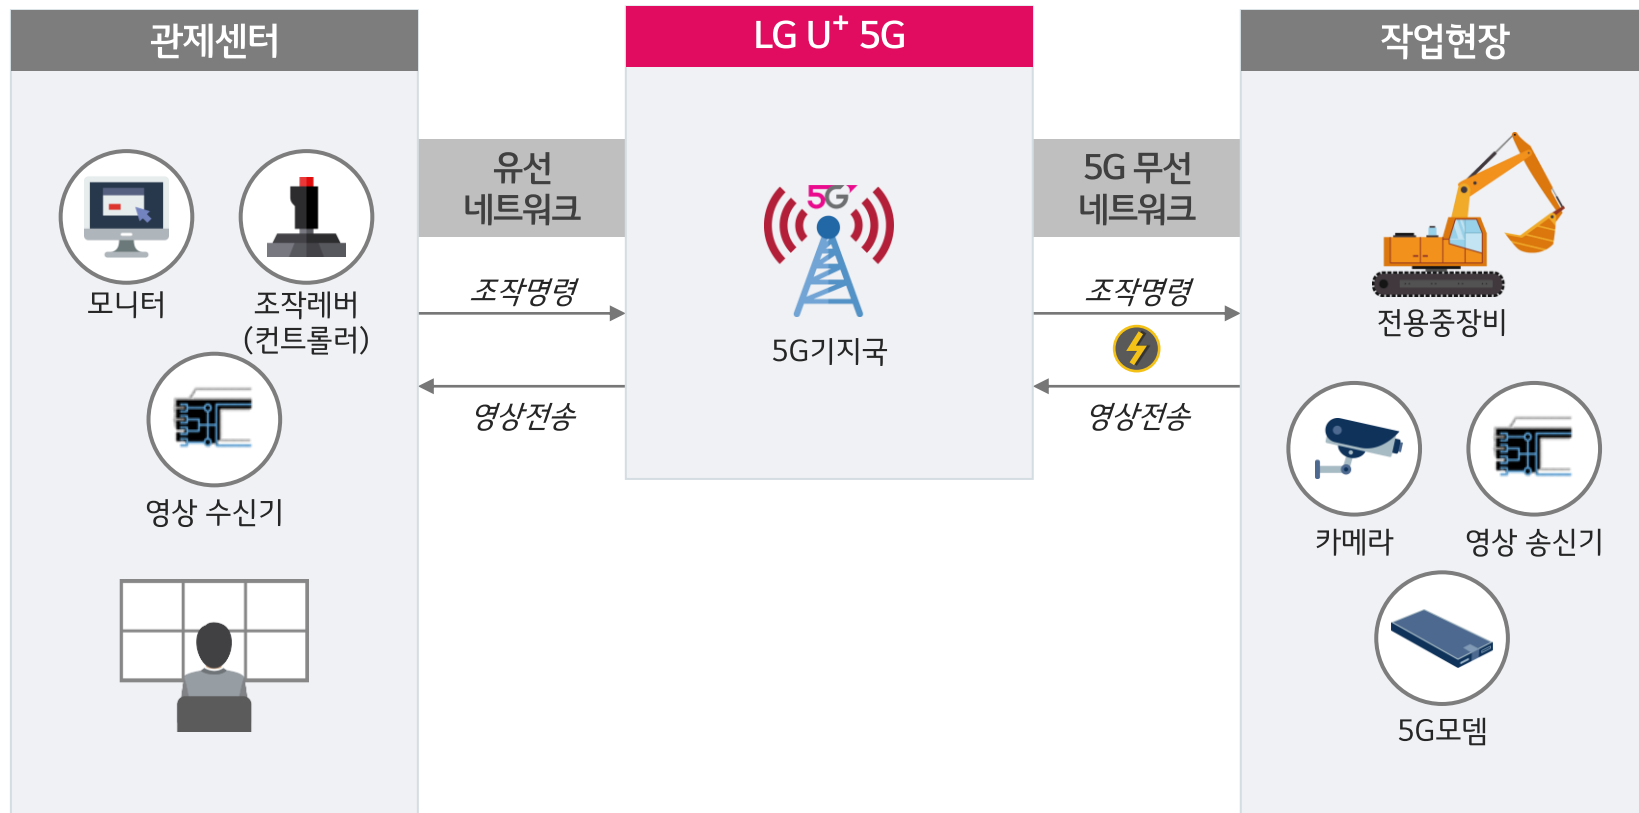 관제센터
LG U⁺ 5G
작업현장
유선
네트워크
5G 무선
네트워크
5G
모니터
조작레버
(컨트롤러)
조작명령
조작명령
전용중장비
5G기지국
영상전송
영상전송
영상 수신기
카메라
영상 송신기
5G모뎀